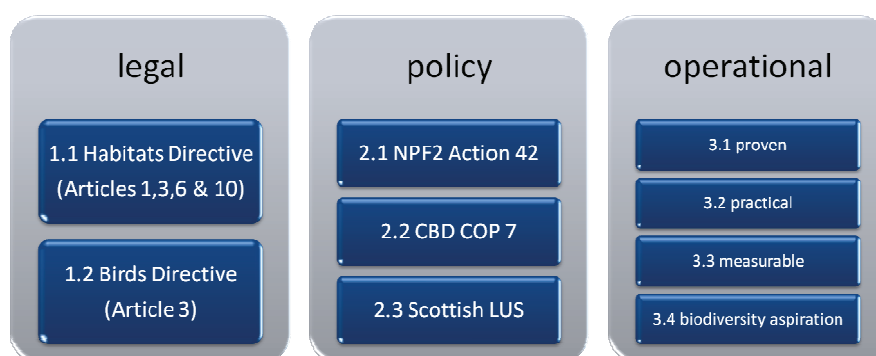 legal
1.1 Habitats Directive
(Articles 1,3,6 & 10)
1.2 Birds Directive
(Article 3)
policy
2.1 NPF2 Action 42
2.2 CBD COP 7
2.3 Scottish LUS
operational
3.1 proven
3.2 practical
3.3 measurable
3.4 biodiversity aspiration